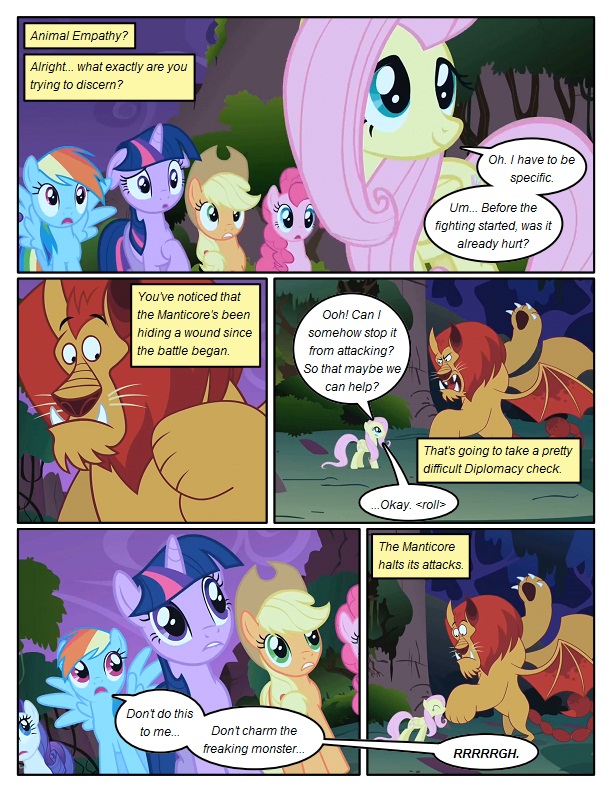 Animal Empathy?
Alright... what exactly are you
trying to discern?
Oh. I have to be
specific.
Um... Before the
fighting started, was it
already hurt?
You've noticed that
the Manticore's been
hiding a wound since
the battle began.
Ooh! Can I
somehow stop it
from attacking?
So that maybe we
can help?
That's going to take a pretty
difficult Diplomacy check.
...Okay. <roll>
Don't do this
to me...
Don't charm the
freaking monster...
The Manticore
halts its attacks.
RRRRRGH.